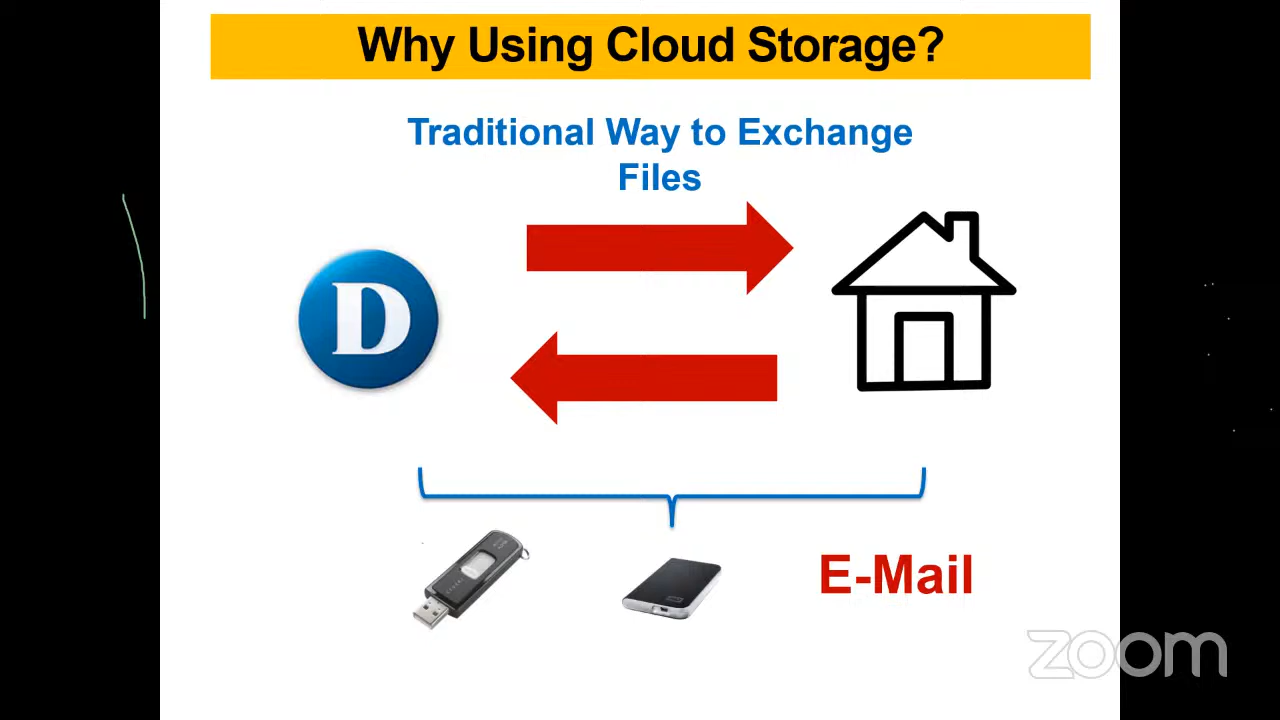 Why Using Cloud Storage?
Traditional Way to Exchange
Files
D
E-Mail
zoom